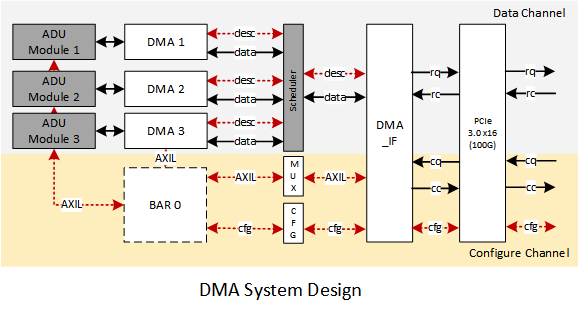 Data Channel
ADU
Module 1
DMA 1
desc
data
ADU
Module 2
DMA 2
desc
data
ADU
Module 3
DMA 3
desc
data
Scheduler
desc
data
DMA
_IF
rq
rc
PCIe
3.0 x16
(100G)
rq
rc
AXIL
AXIL
BAR 0
AXIL
M
U
X
AXIL
cq
cc
cq
cc
cfg
C
F
G
cfg
cfg
cfg
Configure Channel
DMA System Design